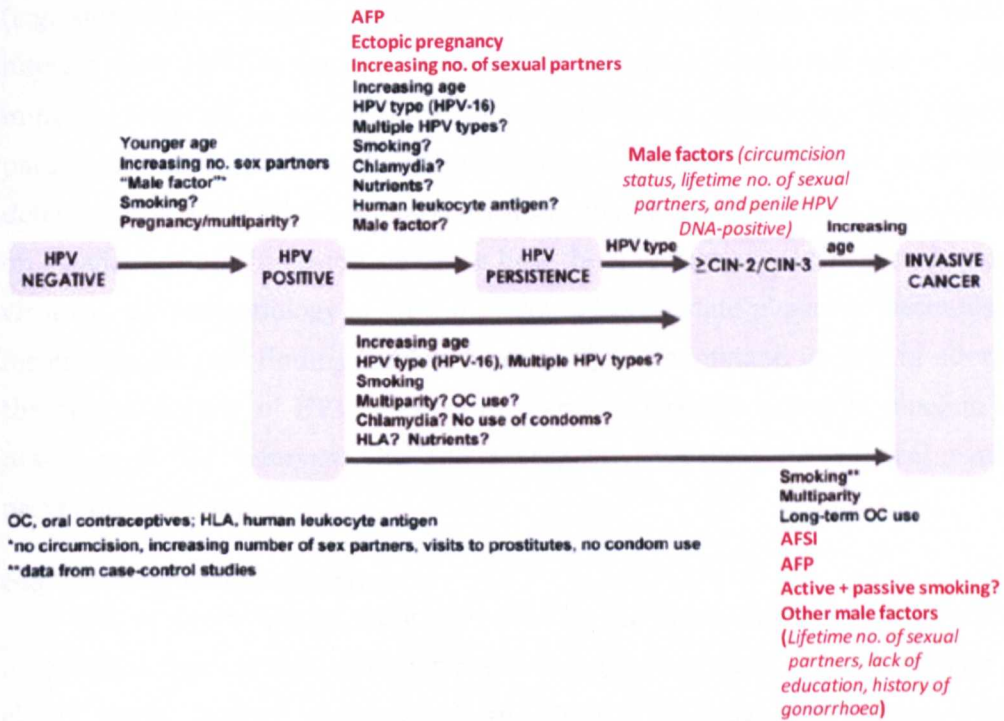 AFP
Ectopic pregnancy
Increasing no. of sexual partners
Increasing age
HPV type (HPV-16)
Multiple HPV types?
Smoking?
Chlamydia?
Nutrients?
Human leukocyte antigen?
Male factor?
Younger age
Increasing no. sex partners
"Male factor"*
Smoking?
Pregnancy/multiparity?
Male factors (circumcision
status, lifetime no. of sexual
partners, and penile HPV
DNA-positive)
HPV type
Increasing
age
HPV
NEGATIVE
HPV
POSITIVE
HPV
PERSISTENCE
≥CIN-2/CIN-3
INVASIVE
CANCER
Increasing age
HPV type (HPV-16), Multiple HPV types?
Smoking
Multiparity? OC use?
Chlamydia? No use of condoms?
HLA? Nutrients?
Smoking**
Multiparity
Long-term OC use
AFSI
AFP
Active + passive smoking?
Other male factors
(Lifetime no. of sexual
partners, lack of
education, history of
gonorrhoea)
OC, oral contraceptives; HLA, human leukocyte antigen
*no circumcision, increasing number of sex partners, visits to prostitutes, no condom use
**data from case-control studies